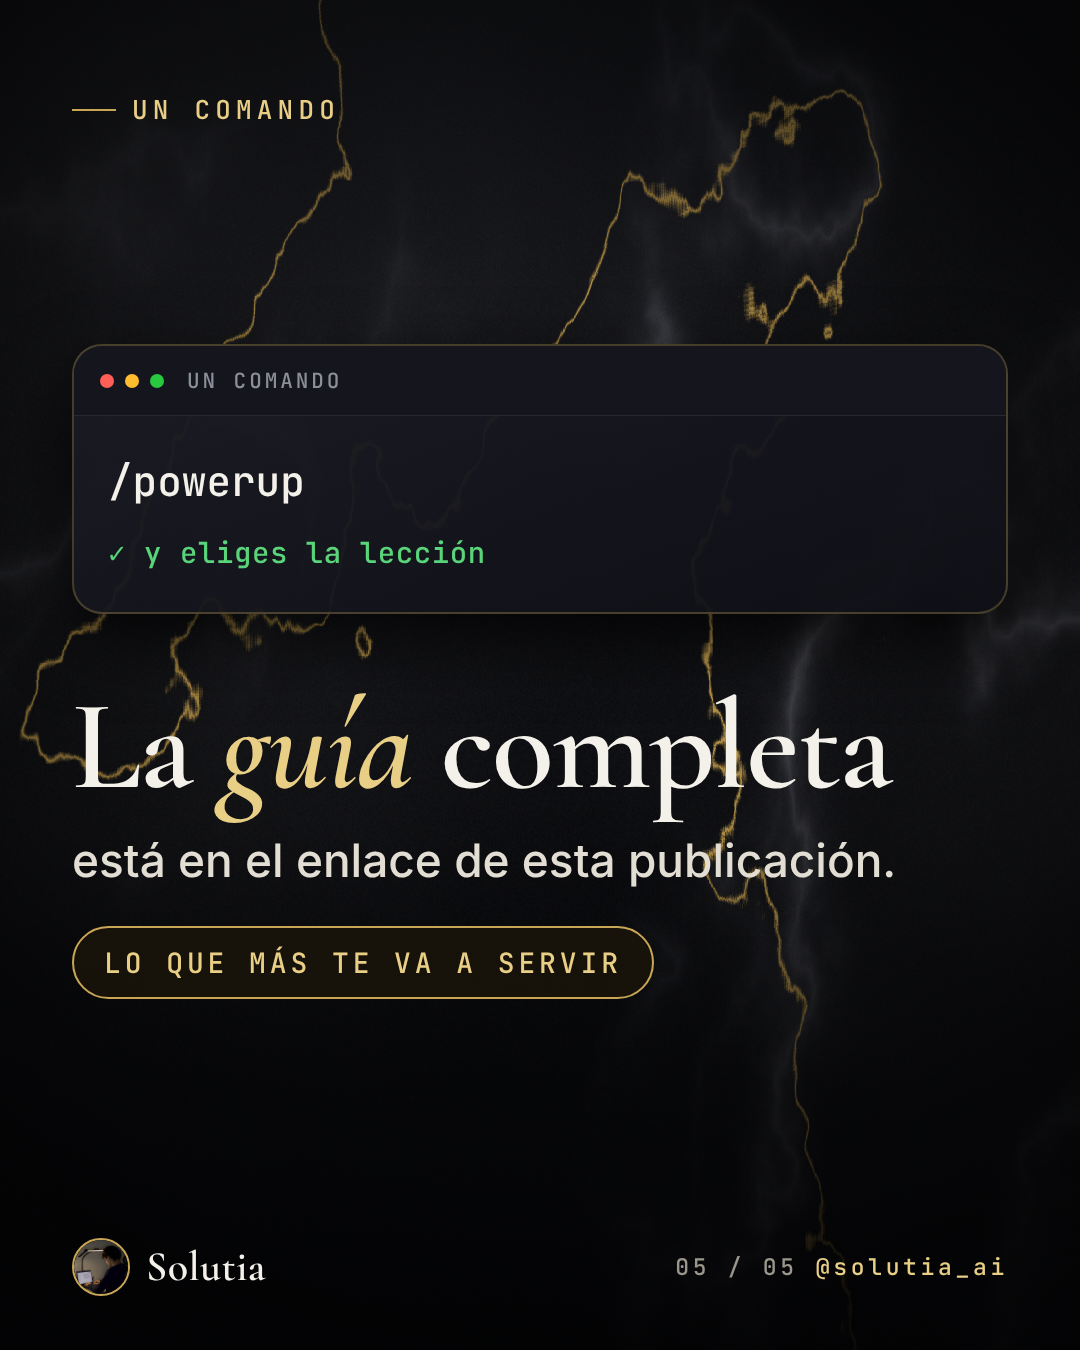 UN COMANDO
UN COMANDO
/powerup
✓ y eliges la lección
La guía completa
está en el enlace de esta publicación.
LO QUE MÁS TE VA A SERVIR
Solutia
05 / 05 @solutia_ai